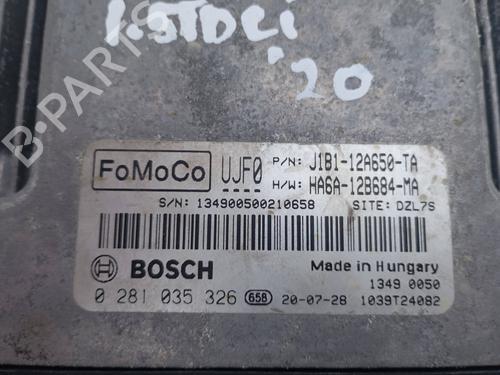 1.5TDCi
'20
B-PARTS
FoMoCo
UJF0
P/N: J1B1-12A650-TA
H/W: HA6A-12B684-MA
S/N: 134900500210658
SITE: DZL7S
BOSCH
Made in Hungary
1349 0050
0 281 035 326 658 20-07-28 1039T24082